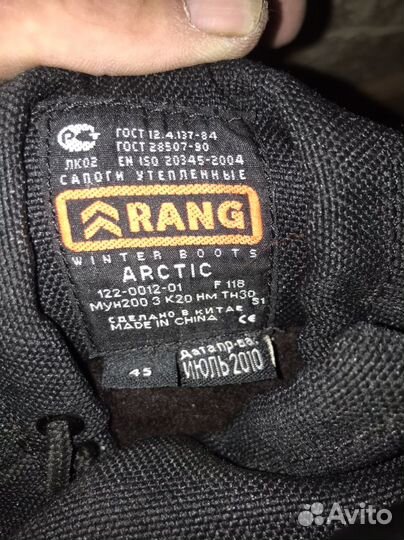 ГОСТ 12.4.137-84
ГОСТ 28507-90
ЛК02 EN ISO 20345-2004
САПОГИ УТЕПЛЕННЫЕ
RANG
WINTER BOOTS
ARCTIC
122-0012-01 F 118
Мун200 З К20 Нм Тн30 S1
СДЕЛАНО В КИТАЕ
MADE IN CHINA CE
45
Дата пр-ва:
ИЮЛЬ 2010
Avito